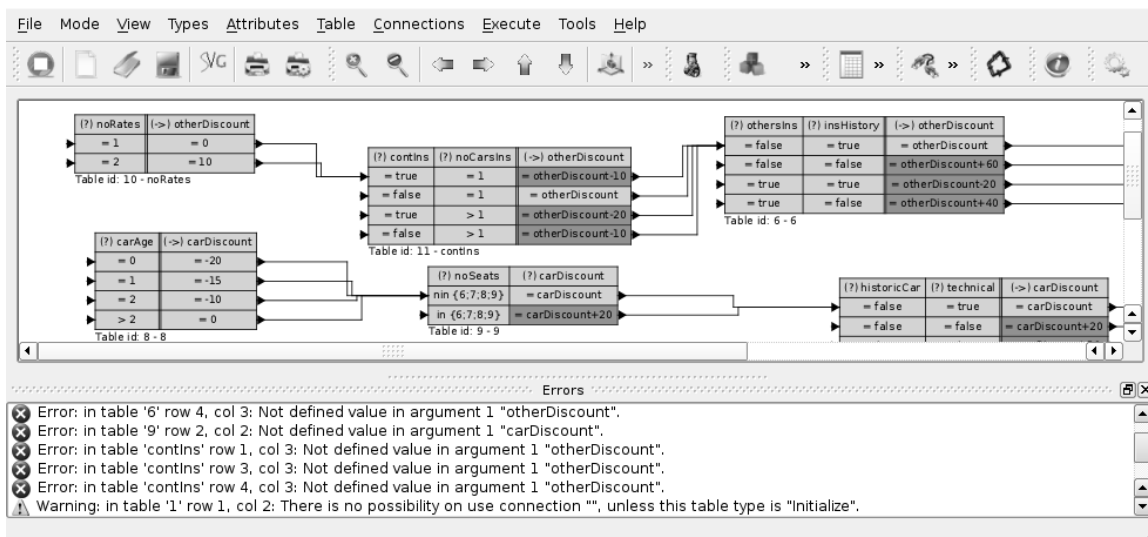 File Mode View Types Attributes Table Connections Execute Tools Help
SVG » » » »
(?) noRates (->) otherDiscount
= 1 = 0
= 2 = 10
Table id: 10 - noRates
(?) contIns (?) noCarsIns (->) otherDiscount
= true = 1 = otherDiscount-10
= false = 1 = otherDiscount
= true > 1 = otherDiscount-20
= false > 1 = otherDiscount-10
Table id: 11 - contIns
(?) othersIns (?) insHistory (->) otherDiscount
= false = true = otherDiscount
= false = false = otherDiscount+60
= true = true = otherDiscount-20
= true = false = otherDiscount+40
Table id: 6 - 6
(?) carAge (->) carDiscount
= 0 = -20
= 1 = -15
= 2 = -10
> 2 = 0
Table id: 8 - 8
(?) noSeats (?) carDiscount
nin {6;7;8;9} = carDiscount
in {6;7;8;9} = carDiscount+20
Table id: 9 - 9
(?) historicCar (?) technical (->) carDiscount
= false = true = carDiscount
= false = false = carDiscount+20
Errors
Error: in table '6' row 4, col 3: Not defined value in argument 1 "otherDiscount".
Error: in table '9' row 2, col 2: Not defined value in argument 1 "carDiscount".
Error: in table 'contIns' row 1, col 3: Not defined value in argument 1 "otherDiscount".
Error: in table 'contIns' row 3, col 3: Not defined value in argument 1 "otherDiscount".
Error: in table 'contIns' row 4, col 3: Not defined value in argument 1 "otherDiscount".
Warning: in table '1' row 1, col 2: There is no possibility on use connection "", unless this table type is "Initialize".